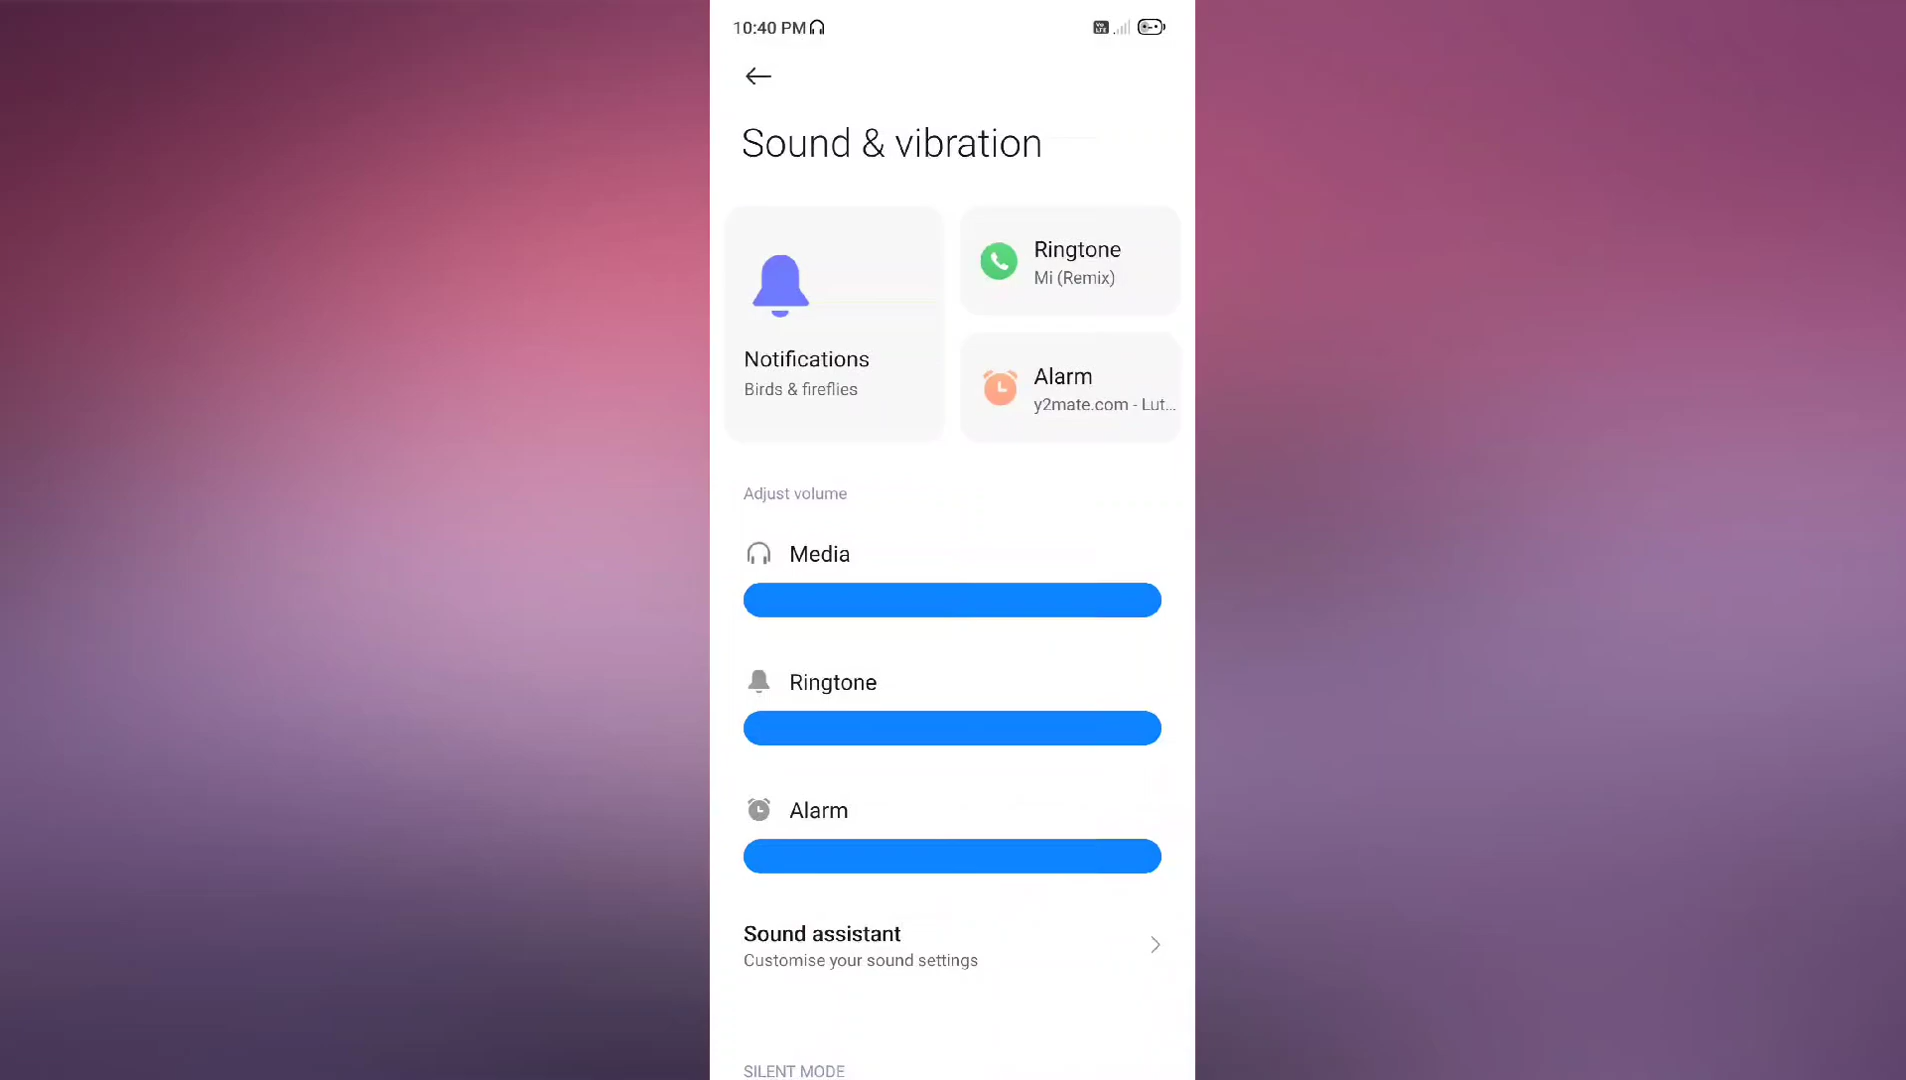 10:40 PM
Sound & vibration
Notifications
Birds & fireflies
Ringtone
Mi (Remix)
Alarm
y2mate.com - Lut...
Adjust volume
Media
Ringtone
Alarm
Sound assistant
Customise your sound settings
SILENT MODE